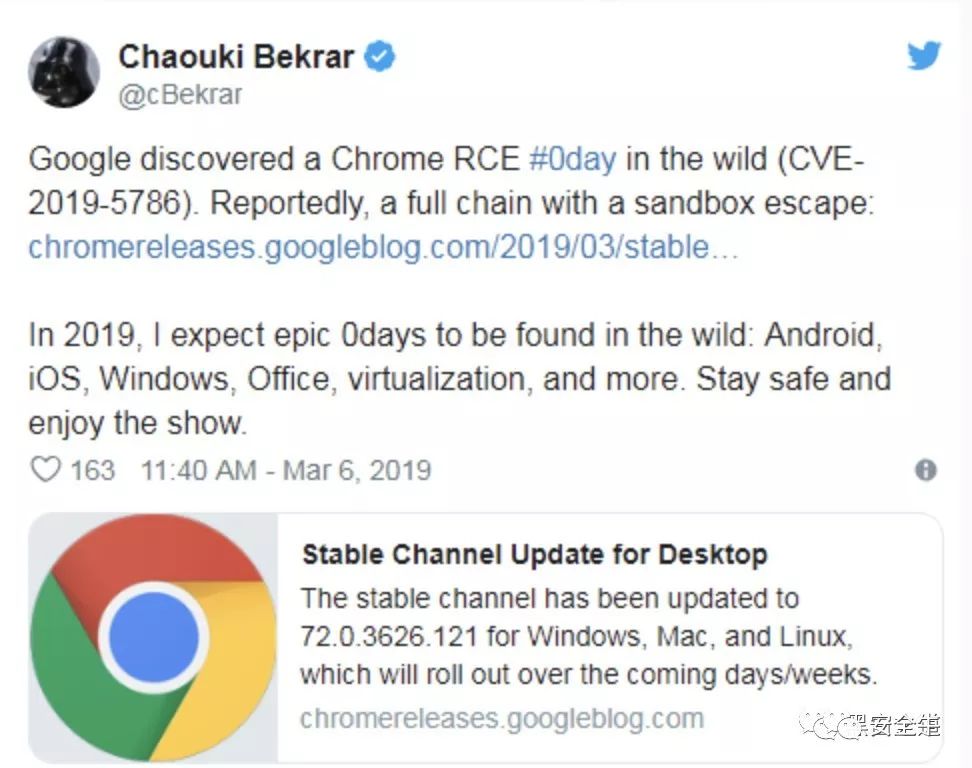 Chaouki Bekrar
@cBekrar
Google discovered a Chrome RCE #0day in the wild (CVE-
2019-5786). Reportedly, a full chain with a sandbox escape:
chromereleases.googleblog.com/2019/03/stable…
In 2019, I expect epic 0days to be found in the wild: Android,
iOS, Windows, Office, virtualization, and more. Stay safe and
enjoy the show.
163 11:40 AM - Mar 6, 2019
Stable Channel Update for Desktop
The stable channel has been updated to
72.0.3626.121 for Windows, Mac, and Linux,
which will roll out over the coming days/weeks.
chromereleases.googleblog.com
黑安全道